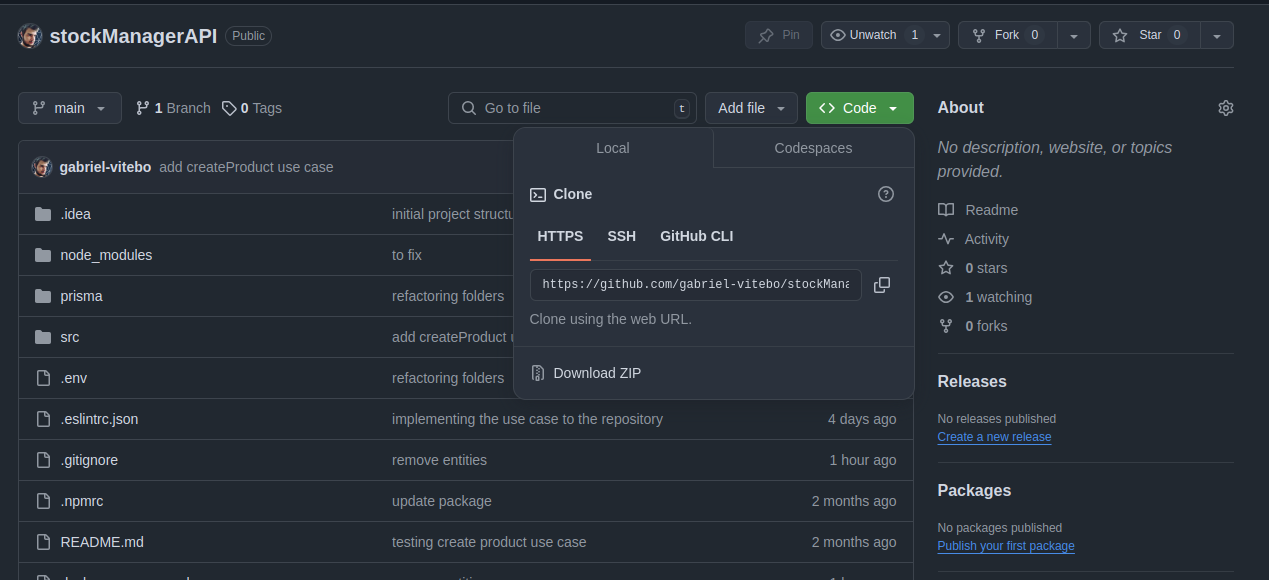 stockManagerAPI Public
Pin
Unwatch 1
Fork 0
Star 0
main
1 Branch
0 Tags
Go to file t
Add file
Code
gabriel-vitebo add createProduct use case
.idea initial project structu
node_modules to fix
prisma refactoring folders
src add createProduct u
.env refactoring folders
.eslintrc.json implementing the use case to the repository 4 days ago
.gitignore remove entities 1 hour ago
.npmrc update package 2 months ago
README.md testing create product use case 2 months ago
Local Codespaces
Clone
HTTPS SSH GitHub CLI
https://github.com/gabriel-vitebo/stockMana
Clone using the web URL.
Download ZIP
About
No description, website, or topics
provided.
Readme
Activity
0 stars
1 watching
0 forks
Releases
No releases published
Create a new release
Packages
No packages published
Publish your first package